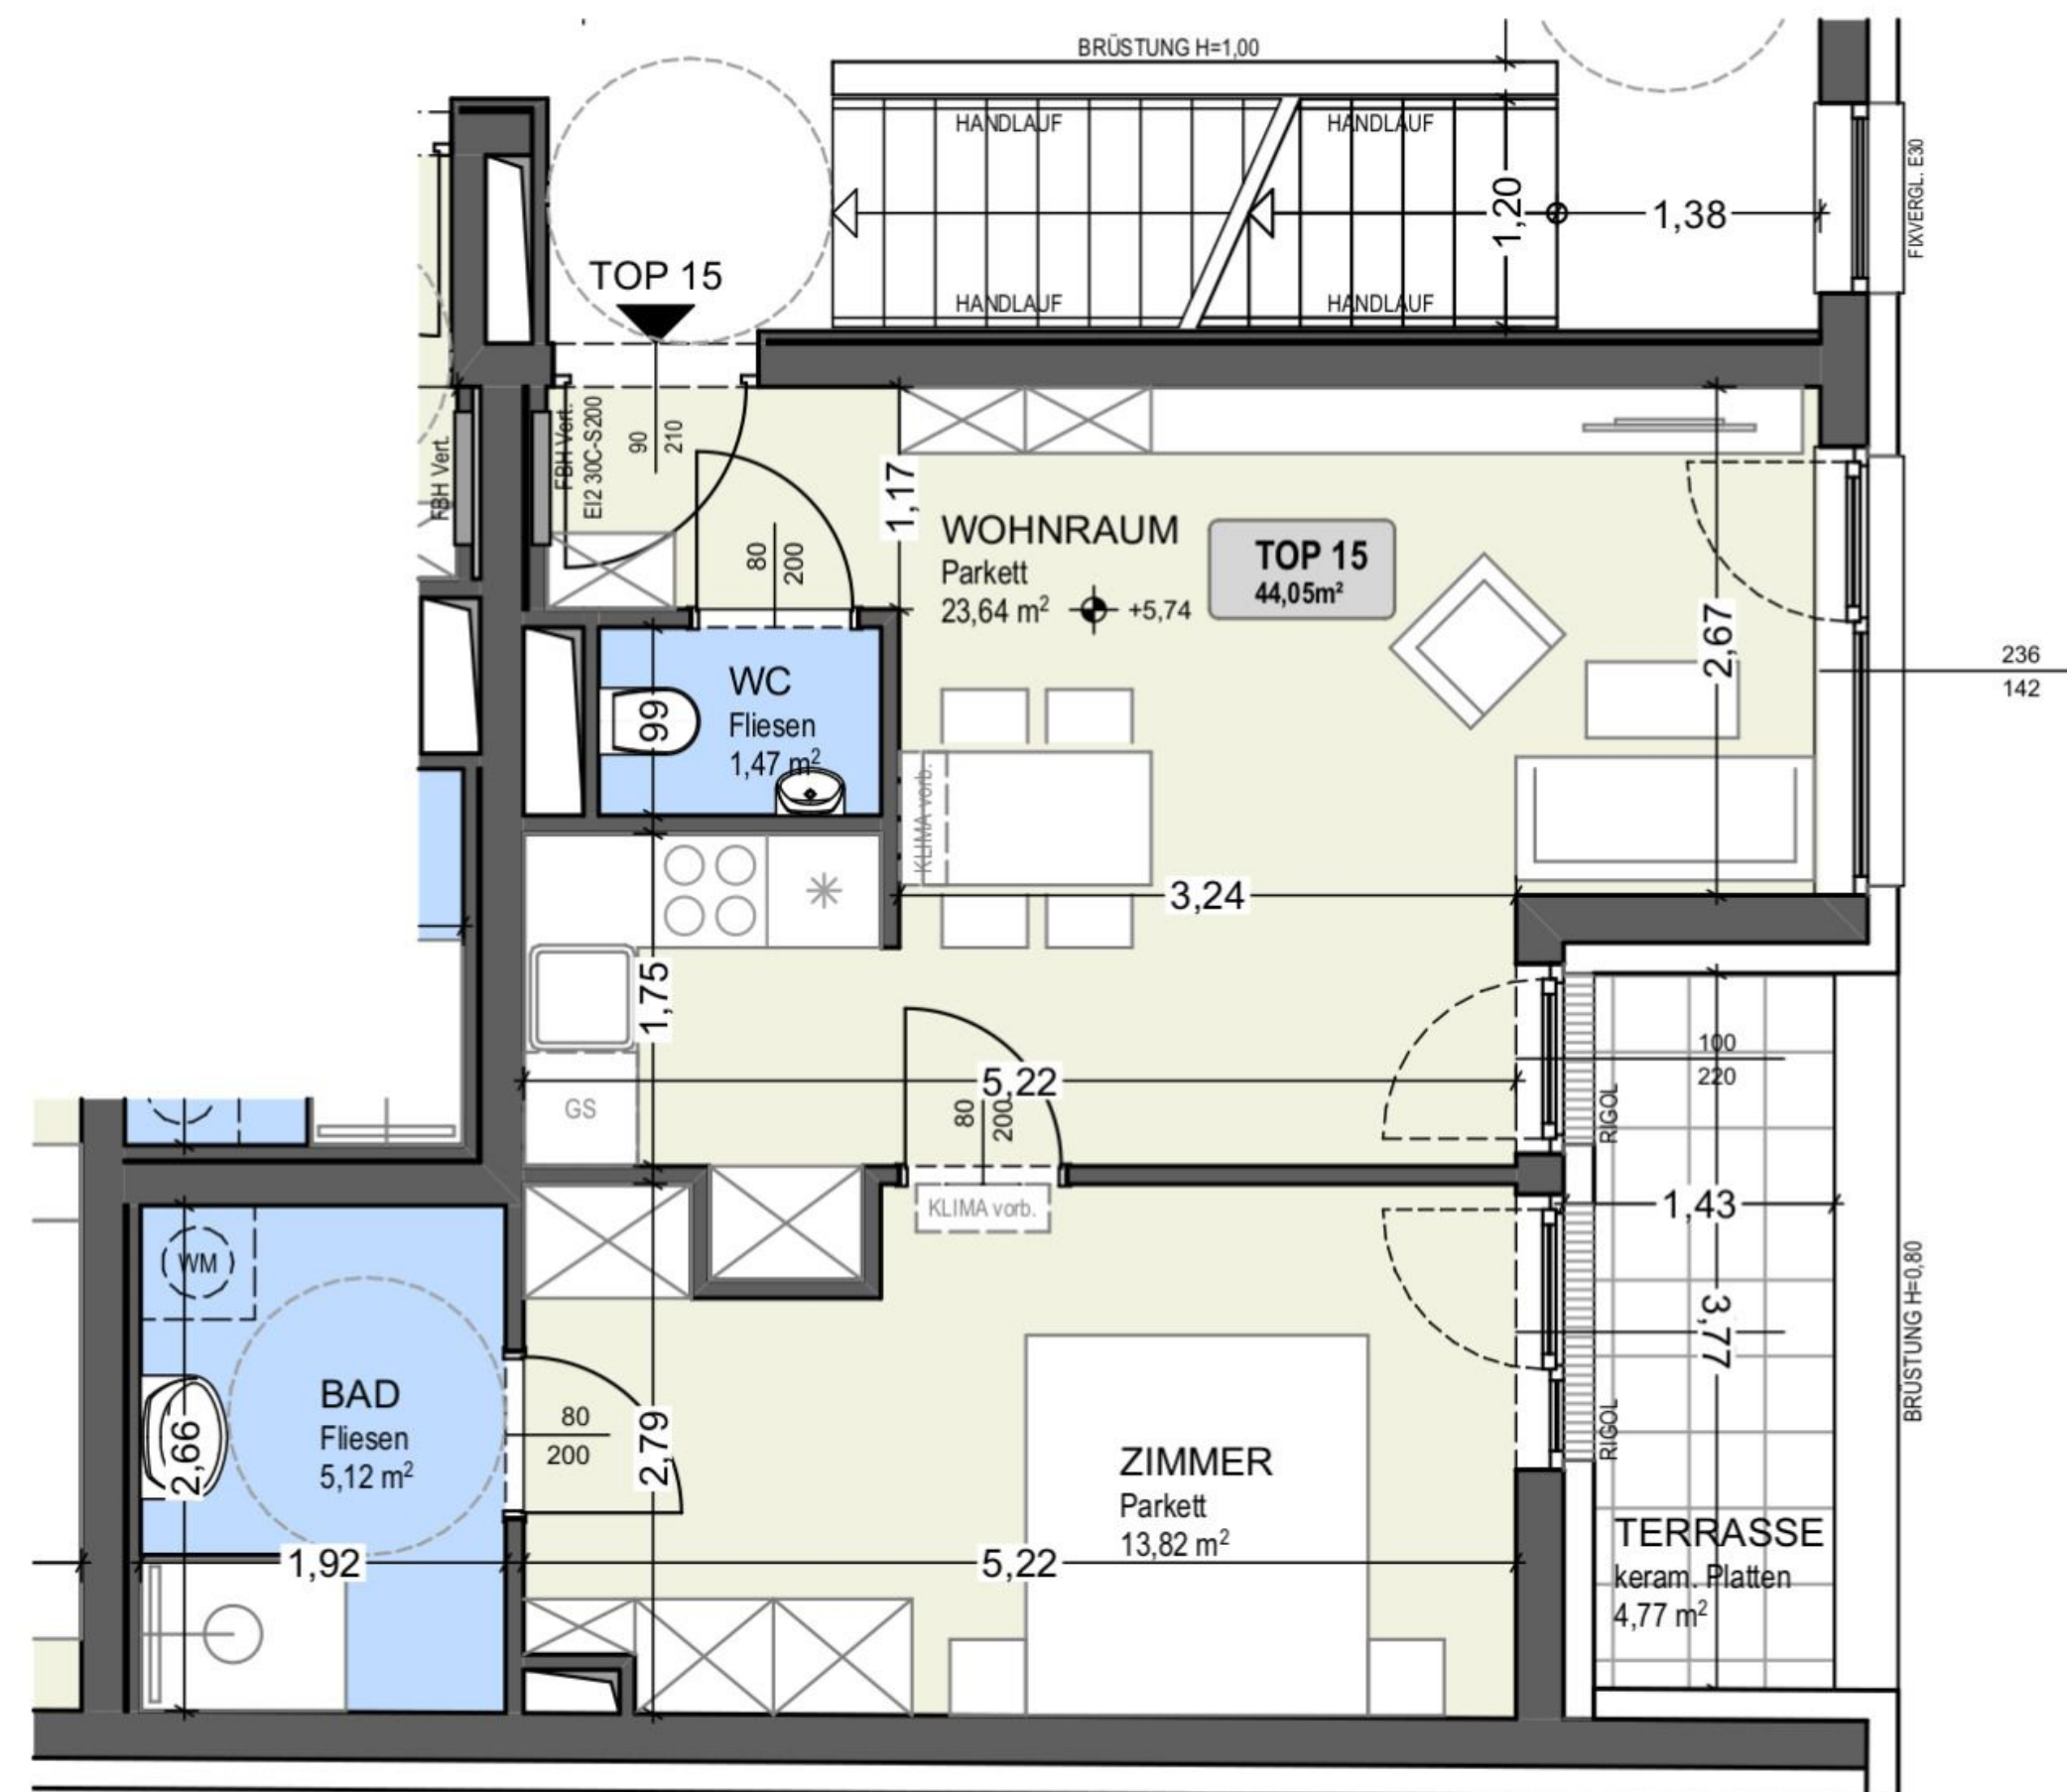 BRÜSTUNG H=1,00
HANDLAUF
HANDLAUF
1,20
1,38
FIXVERGL. E30
TOP 15
HANDLAUF
HANDLAUF
FBH Vert.
FBH Vert.
EI2 30C-S200
90
210
80
200
1,17
WOHNRAUM
Parkett
23,64 m²
+5,74
TOP 15
44,05m²
2,67
236
142
WC
Fliesen
1,47 m²
99
KLIMA vorb.
3,24
1,75
5,22
80
200
GS
100
220
RIGOL
KLIMA vorb.
1,43
WM
3,77
BRÜSTUNG H=0,80
BAD
Fliesen
5,12 m²
2,66
80
200
2,79
RIGOL
ZIMMER
Parkett
13,82 m²
1,92
5,22
TERRASSE
keram. Platten
4,77 m²